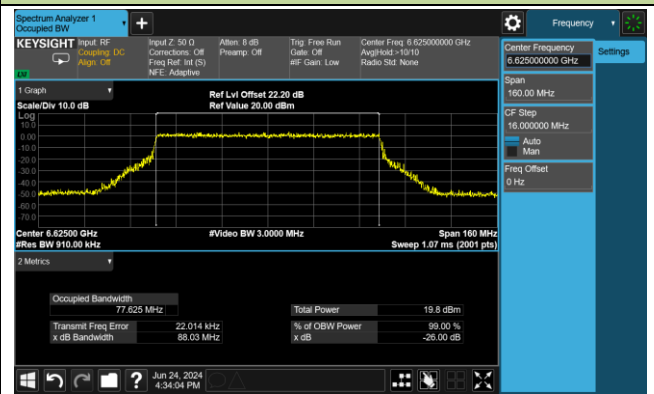 Spectrum Analyzer 1
Occupied BW
+
Frequency
KEYSIGHT
Input: RF
Coupling: DC
Align: Off
Input Z: 50 Ω
Corrections: Off
Freq Ref: Int (S)
NFE: Adaptive
Atten: 8 dB
Preamp: Off
Trig: Free Run
Gate: Off
#IF Gain: Low
Center Freq: 6.625000000 GHz
Avg|Hold:>10/10
Radio Std: None
LXI
Center Frequency
6.625000000 GHz
Settings
Span
160.00 MHz
CF Step
16.000000 MHz
Auto
Man
Freq Offset
0 Hz
1 Graph
Scale/Div 10.0 dB
Ref Lvl Offset 22.20 dB
Ref Value 20.00 dBm
Log
10.0
0.00
-10.0
-20.0
-30.0
-40.0
-50.0
-60.0
-70.0
Center 6.62500 GHz
#Res BW 910.00 kHz
#Video BW 3.0000 MHz
Span 160 MHz
Sweep 1.07 ms (2001 pts)
2 Metrics
Occupied Bandwidth
77.625 MHz
Total Power 19.8 dBm
Transmit Freq Error 22.014 kHz
% of OBW Power 99.00 %
x dB Bandwidth 88.03 MHz
x dB -26.00 dB
?
Jun 24, 2024
4:34:04 PM